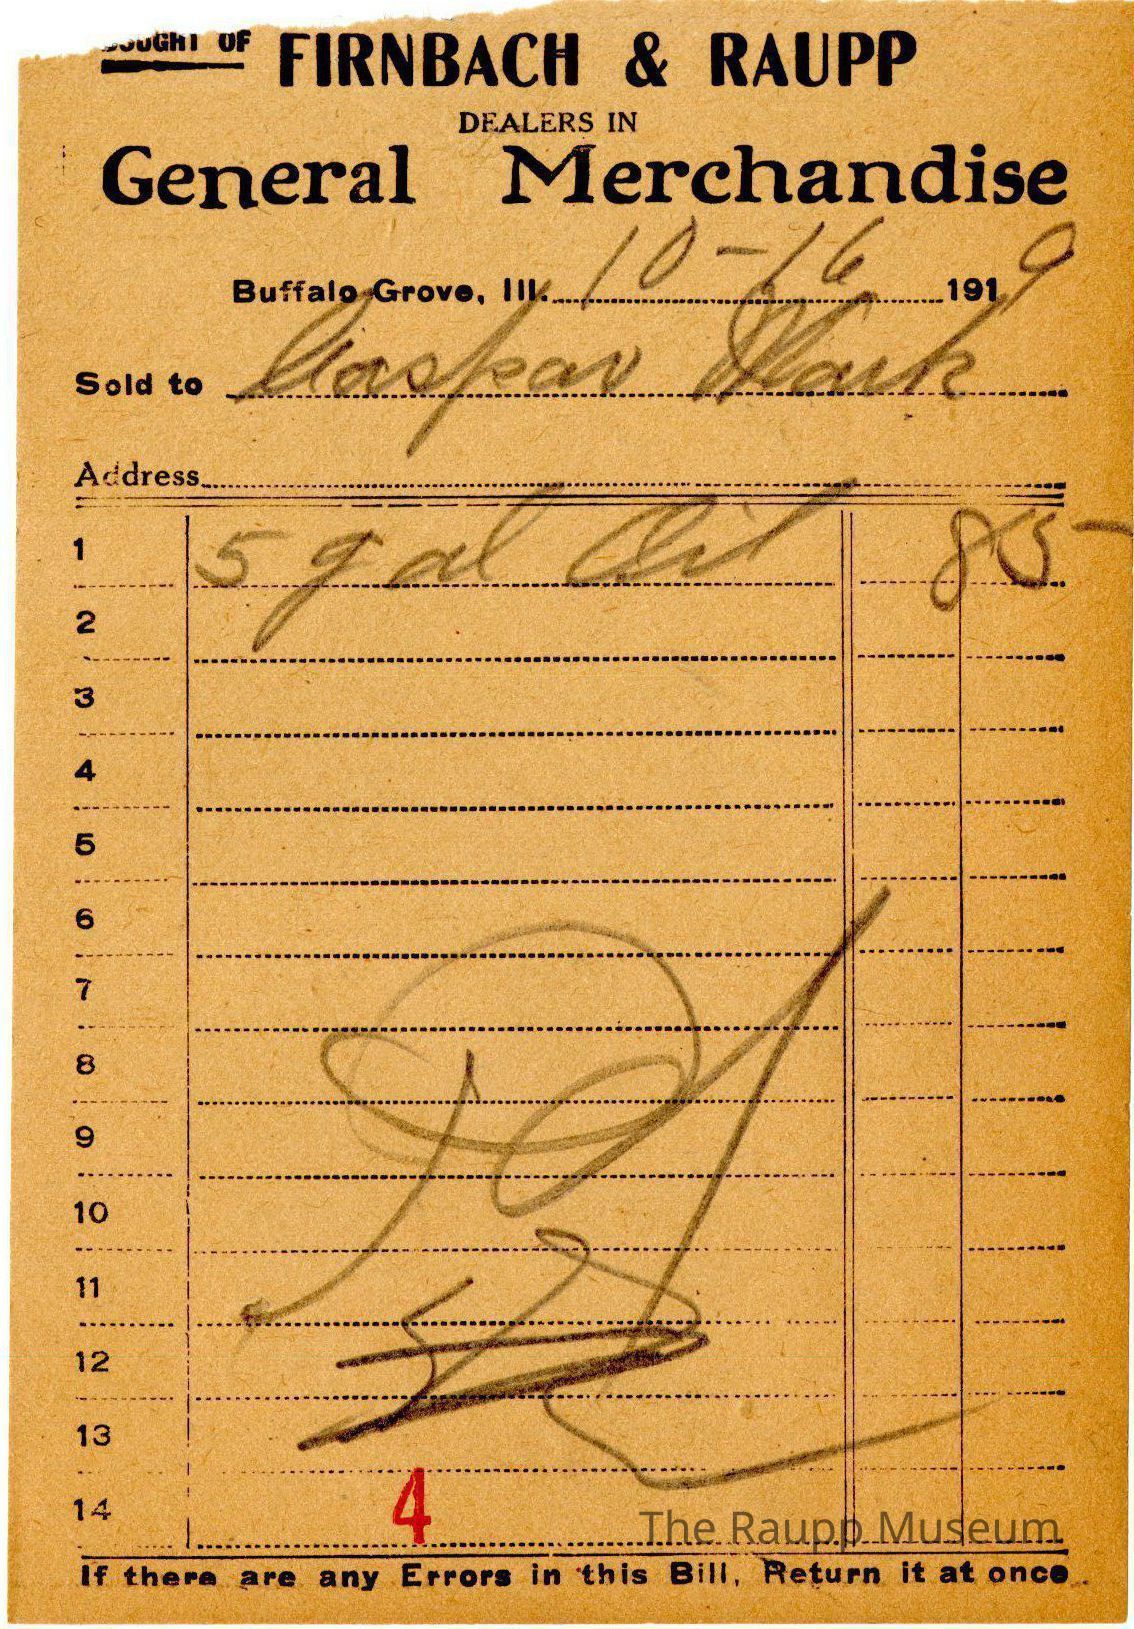 BOUGHT OF FIRNBACH & RAUPP
DEALERS IN
General Merchandise
Buffalo Grove, Ill. 10-16 1919
Sold to Caspar
Address
1 5 gal Oil 85
2
3
4
5
6
7
8
9
10
11
12
13
14 4
The Raupp Museum
If there are any Errors in this Bill, Return it at once.